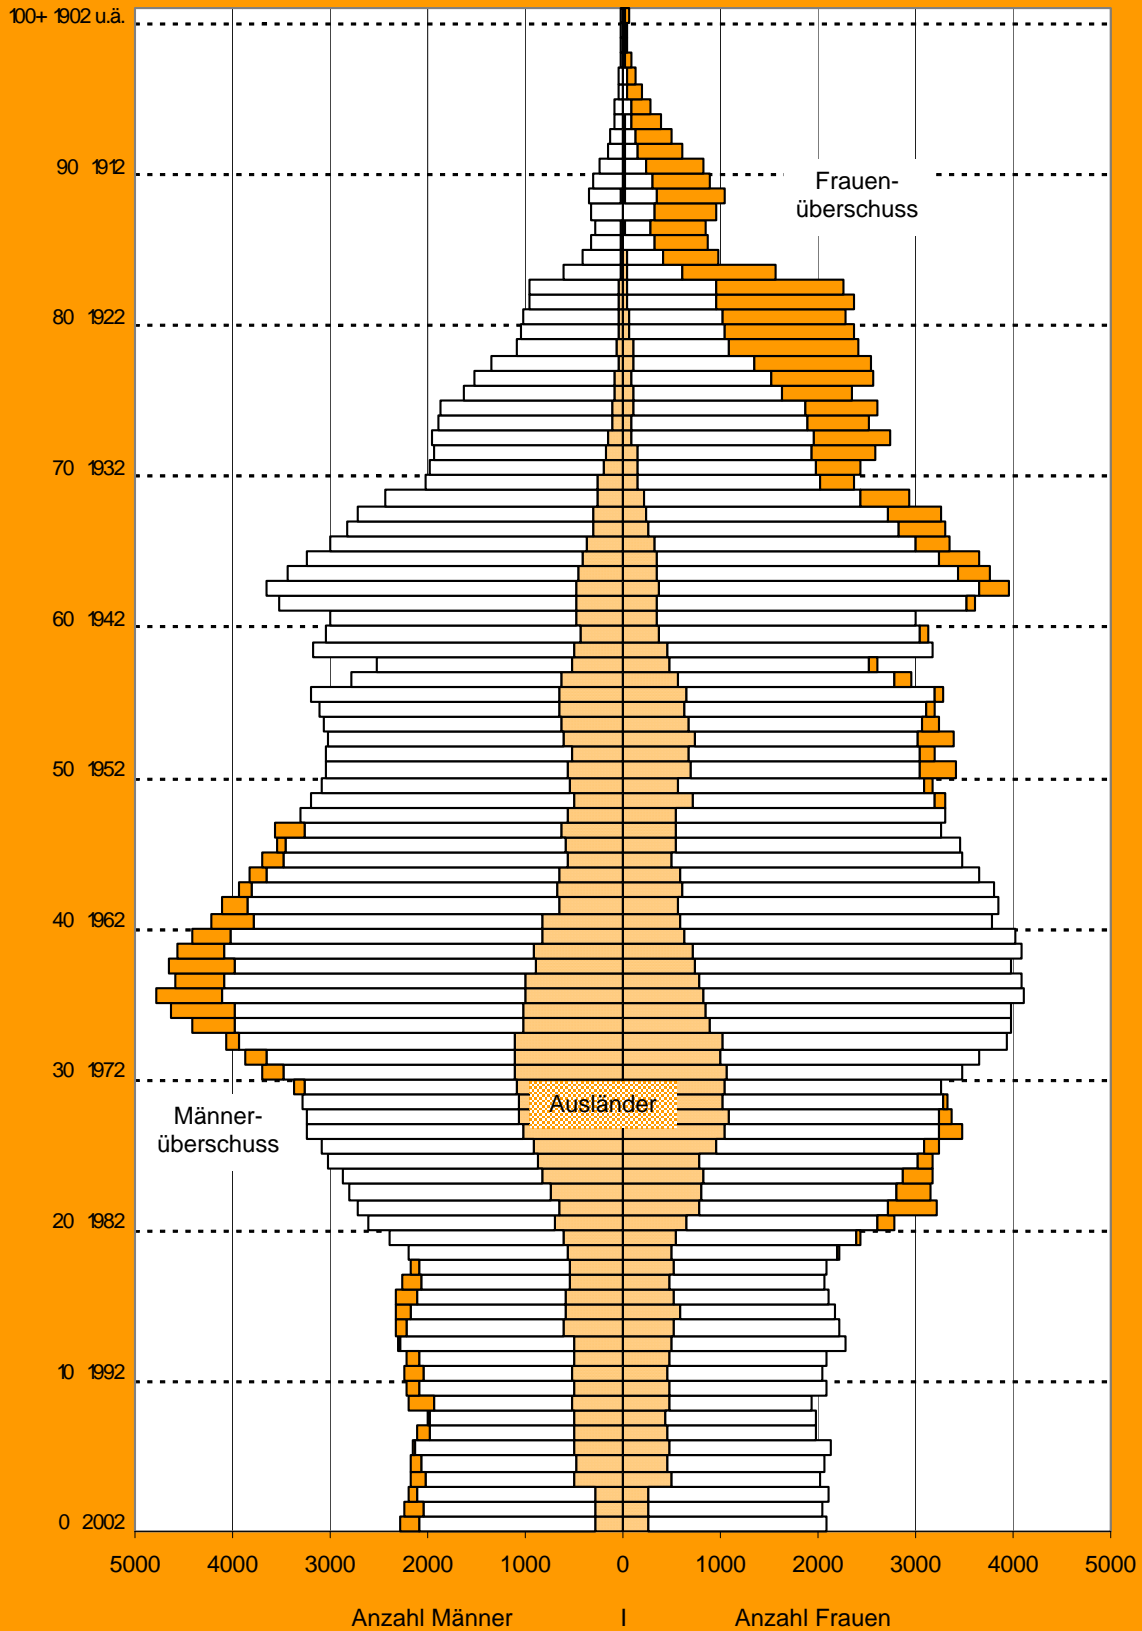 100+ 1902 u.ä.
90 1912
Frauen-
überschuss
80 1922
70 1932
60 1942
50 1952
40 1962
30 1972
Ausländer
Männer-
überschuss
20 1982
10 1992
0 2002
5000 4000 3000 2000 1000 0 1000 2000 3000 4000 5000
Anzahl Männer I Anzahl Frauen